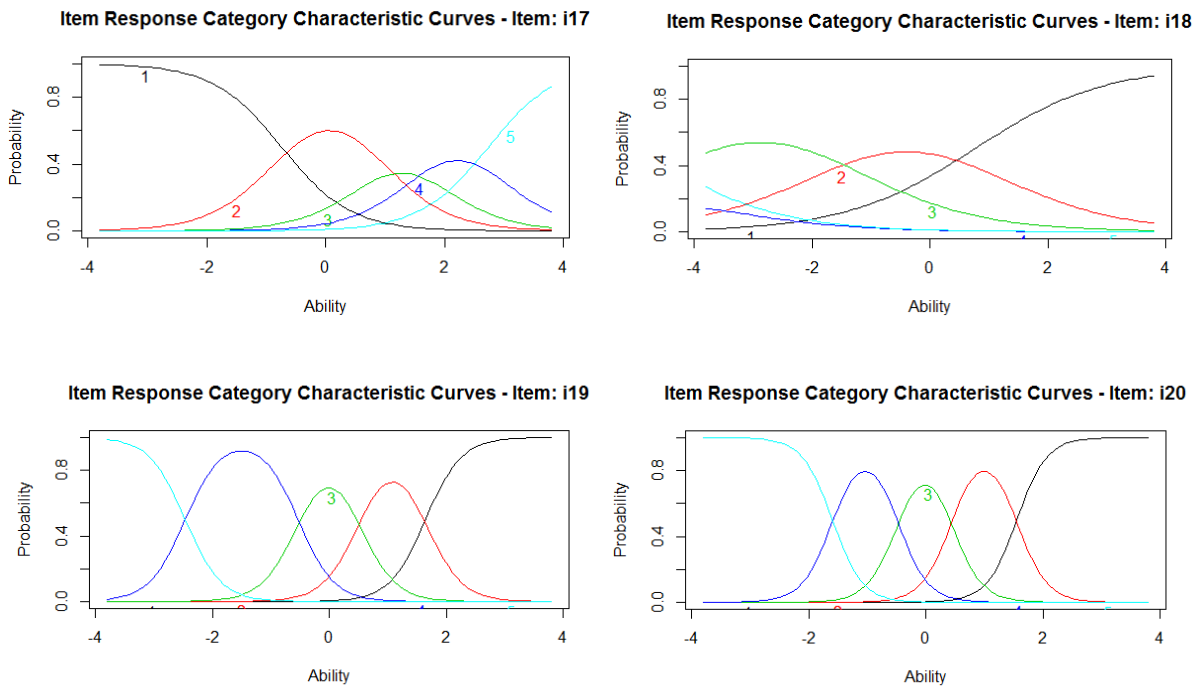 Item Response Category Characteristic Curves - Item: i17
Probability
0.0 0.4 0.8
1
2
3
4
5
-4 -2 0 2 4
Ability
Item Response Category Characteristic Curves - Item: i18
Probability
0.0 0.4 0.8
2
3
-4 -2 0 2 4
Ability
Item Response Category Characteristic Curves - Item: i19
Probability
0.0 0.4 0.8
3
-4 -2 0 2 4
Ability
Item Response Category Characteristic Curves - Item: i20
Probability
0.0 0.4 0.8
3
-4 -2 0 2 4
Ability